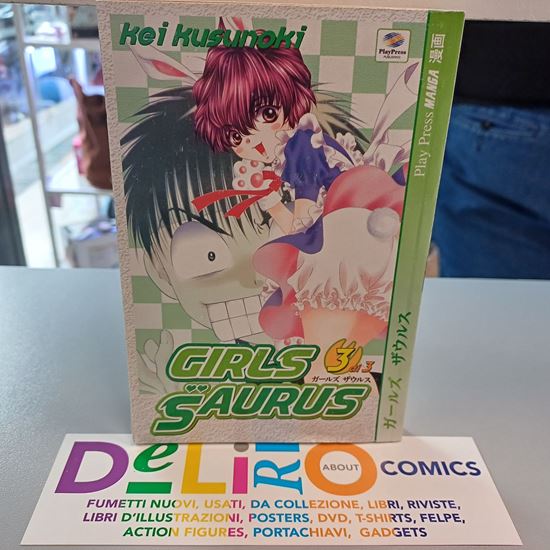 Kei Kusunoki
PlayPress
Play Press MANGA 漫画
ガールズ ザウルス
GIRLS
3 di 3
ガールズ ザウルス
SAURUS
DeLiRiO
ABOUT
COMICS
FUMETTI NUOVI, USATI, DA COLLEZIONE, LIBRI, RIVISTE,
LIBRI D'ILLUSTRAZIONI, POSTERS, DVD, T-SHIRTS, FELPE,
ACTION FIGURES, PORTACHIAVI, GADGETS